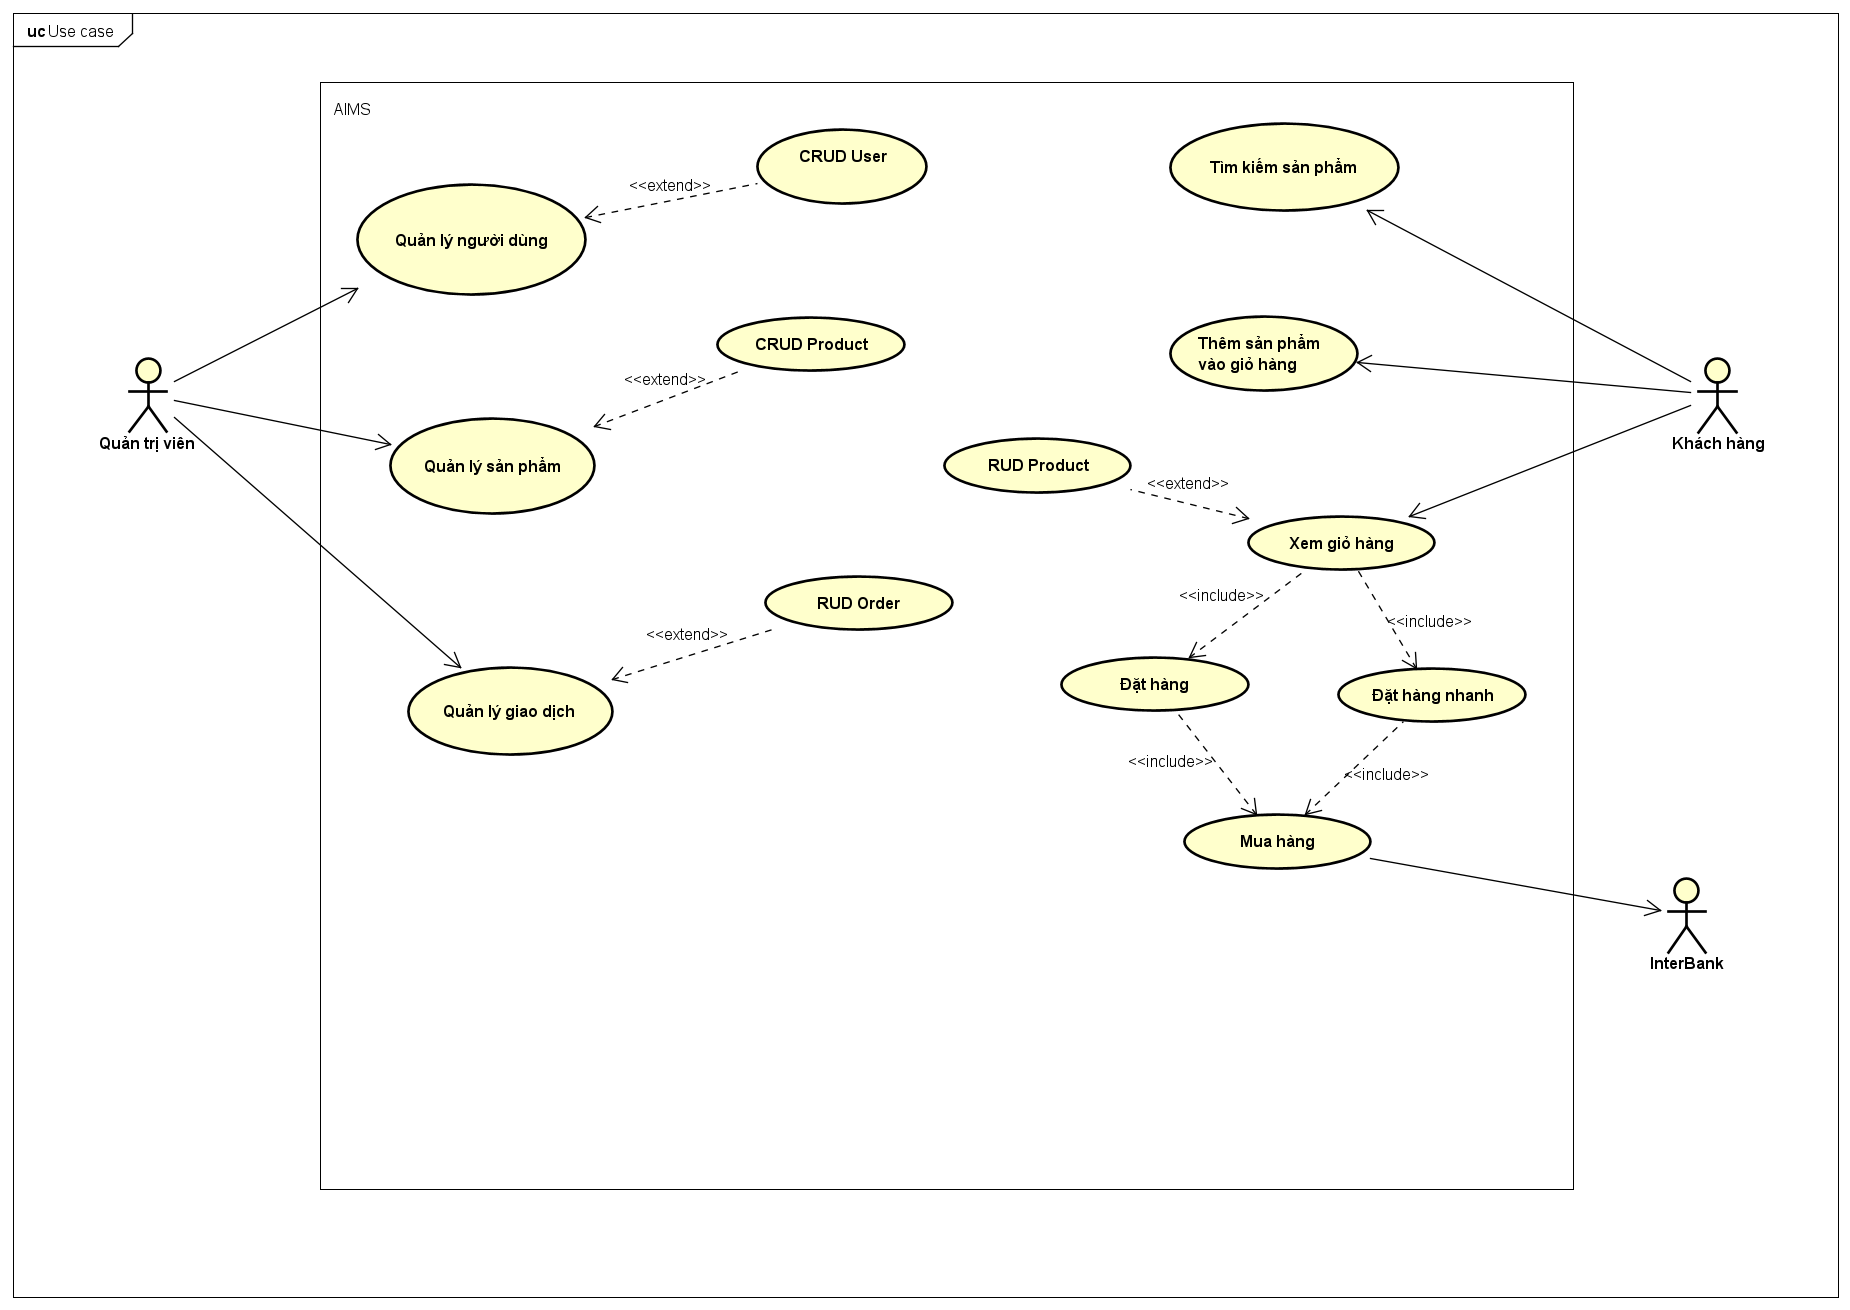 uc Use case
AIMS
CRUD User
Tìm kiếm sản phẩm
<<extend>>
Quản lý người dùng
CRUD Product
Thêm sản phẩm
vào giỏ hàng
<<extend>>
Quản trị viên
Khách hàng
Quản lý sản phẩm
RUD Product
<<extend>>
Xem giỏ hàng
<<include>>
RUD Order
<<include>>
<<extend>>
Đặt hàng
Đặt hàng nhanh
Quản lý giao dịch
<<include>>
<<include>>
Mua hàng
InterBank